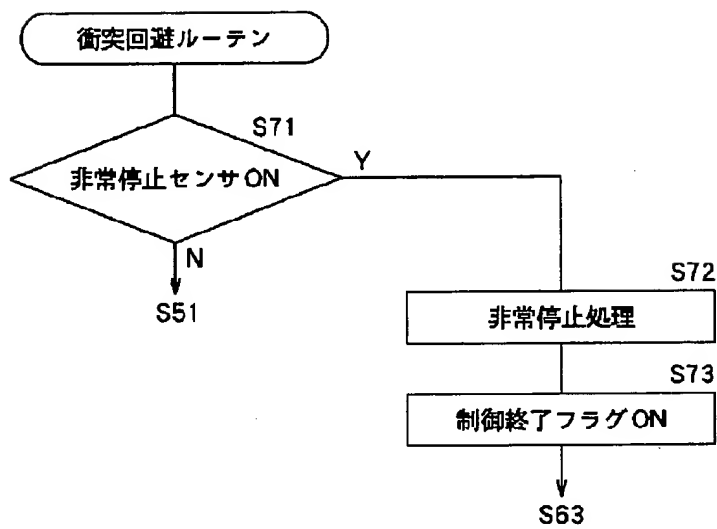 衝突回避ルーテン
S71
非常停止センサON
Y
N
S51
S72
非常停止処理
S73
制御終了フラグON
S63